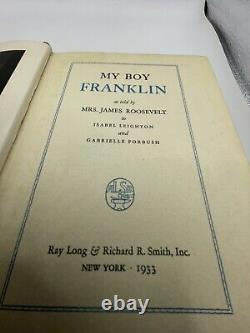 MY BOY
FRANKLIN
as told by
MRS. JAMES ROOSEVELT
to
ISABEL LEIGHTON
and
GABRIELLE FORBUSH
Ray Long & Richard R. Smith, Inc.
NEW YORK · 1933